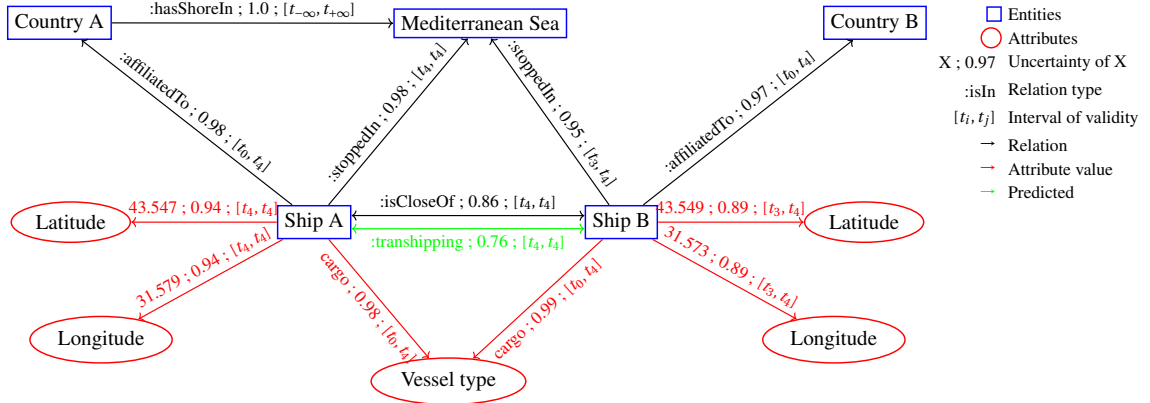 :hasShoreIn ; 1.0 ; [t₋∞, t₊∞]
Country A
Mediterranean Sea
Country B
:affiliatedTo ; 0.98 ; [t₀, t₄]
:stoppedIn ; 0.98 ; [t₄, t₄]
:stoppedIn ; 0.95 ; [t₃, t₄]
:affiliatedTo ; 0.97 ; [t₀, t₄]
Entities
Attributes
X ; 0.97 Uncertainty of X
:isIn Relation type
[tᵢ, tⱼ] Interval of validity
Relation
Attribute value
Predicted
Latitude
43.547 ; 0.94 ; [t₄, t₄]
Ship A
:isCloseOf ; 0.86 ; [t₄, t₄]
:transhipping ; 0.76 ; [t₄, t₄]
Ship B
43.549 ; 0.89 ; [t₃, t₄]
Latitude
31.579 ; 0.94 ; [t₄, t₄]
cargo ; 0.98 ; [t₀, t₄]
cargo ; 0.99 ; [t₀, t₄]
31.573 ; 0.89 ; [t₃, t₄]
Longitude
Vessel type
Longitude